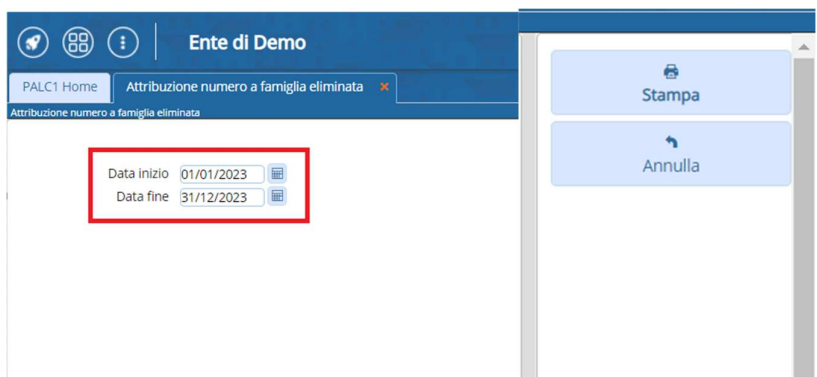 Ente di Demo
PALC1 Home
Attribuzione numero a famiglia eliminata
Attribuzione numero a famiglia eliminata
Data inizio 01/01/2023
Data fine 31/12/2023
Stampa
Annulla